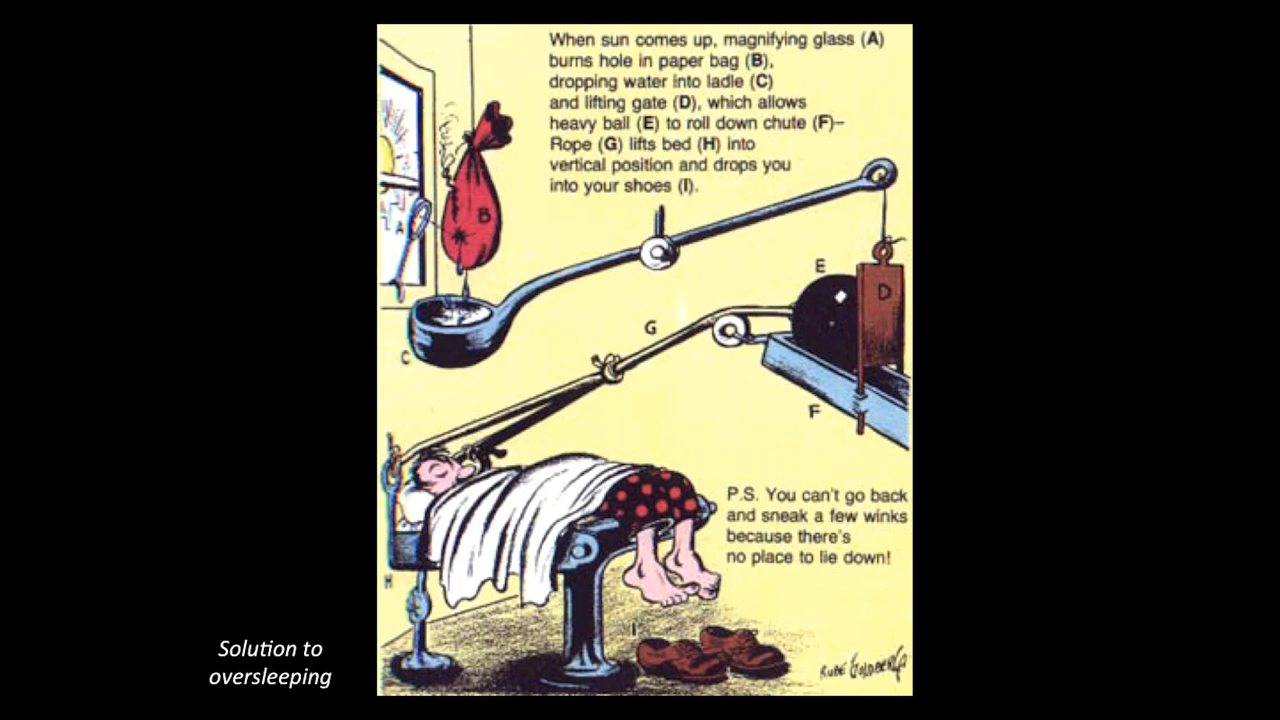 When sun comes up, magnifying glass (A)
burns hole in paper bag (B),
dropping water into ladle (C)
and lifting gate (D), which allows
heavy ball (E) to roll down chute (F)–
Rope (G) lifts bed (H) into
vertical position and drops you
into your shoes (I).
A
B
E
D
G
C
F
P.S. You can't go back
and sneak a few winks
because there's
no place to lie down!
H
I
Solution to
oversleeping
RUBE GOLDBERG